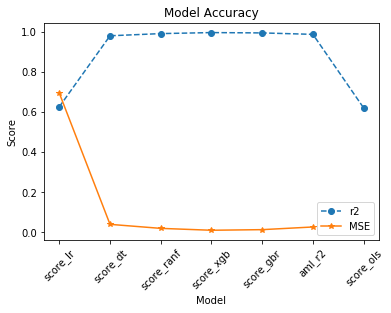 Model Accuracy
1.0
0.8
0.6
0.4
0.2
0.0
Score
r2
MSE
score_lr
score_dt
score_ranf
score_xgb
score_gbr
aml_r2
score_ols
Model